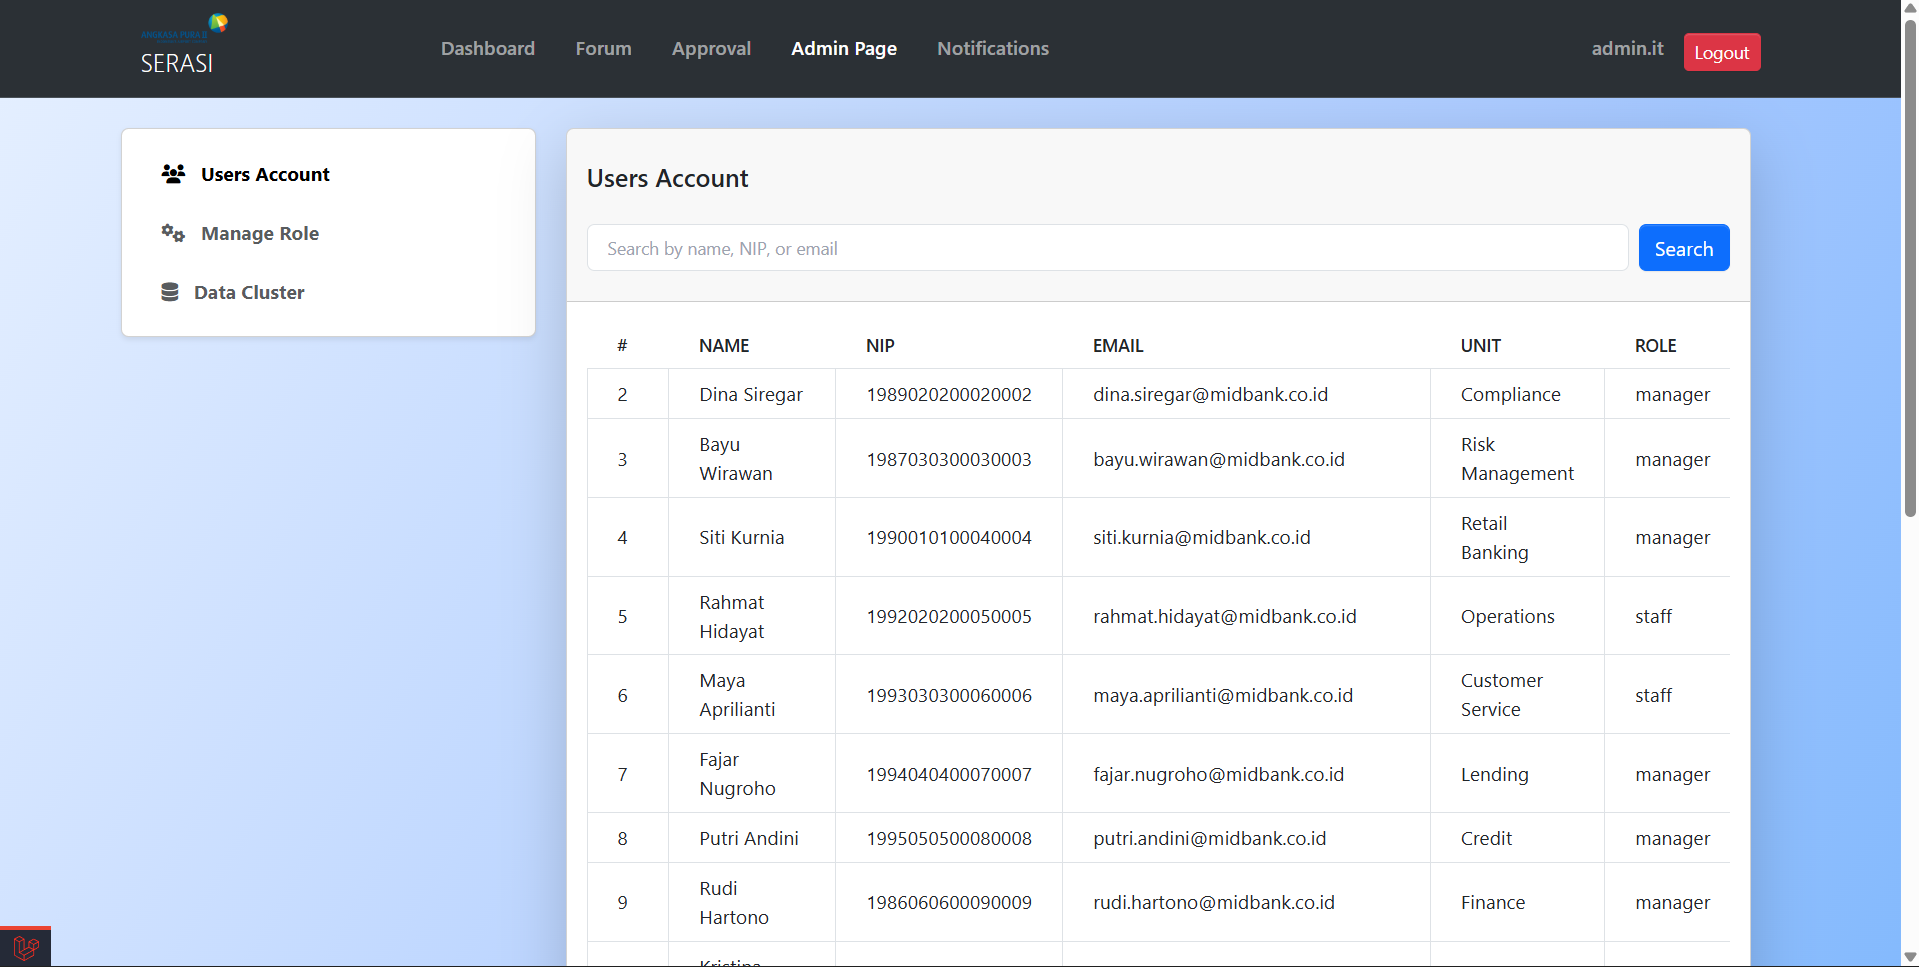 ANGKASA PURA II
SERASI
Dashboard
Forum
Approval
Admin Page
Notifications
admin.it
Logout
Users Account
Manage Role
Data Cluster
Users Account
Search by name, NIP, or email
Search
# NAME NIP EMAIL UNIT ROLE
2 Dina Siregar 1989020200020002 dina.siregar@midbank.co.id Compliance manager
3 Bayu
Wirawan 1987030300030003 bayu.wirawan@midbank.co.id Risk
Management manager
4 Siti Kurnia 1990010100040004 siti.kurnia@midbank.co.id Retail
Banking manager
5 Rahmat
Hidayat 1992020200050005 rahmat.hidayat@midbank.co.id Operations staff
6 Maya
Aprilianti 1993030300060006 maya.aprilianti@midbank.co.id Customer
Service staff
7 Fajar
Nugroho 1994040400070007 fajar.nugroho@midbank.co.id Lending manager
8 Putri Andini 1995050500080008 putri.andini@midbank.co.id Credit manager
9 Rudi
Hartono 1986060600090009 rudi.hartono@midbank.co.id Finance manager